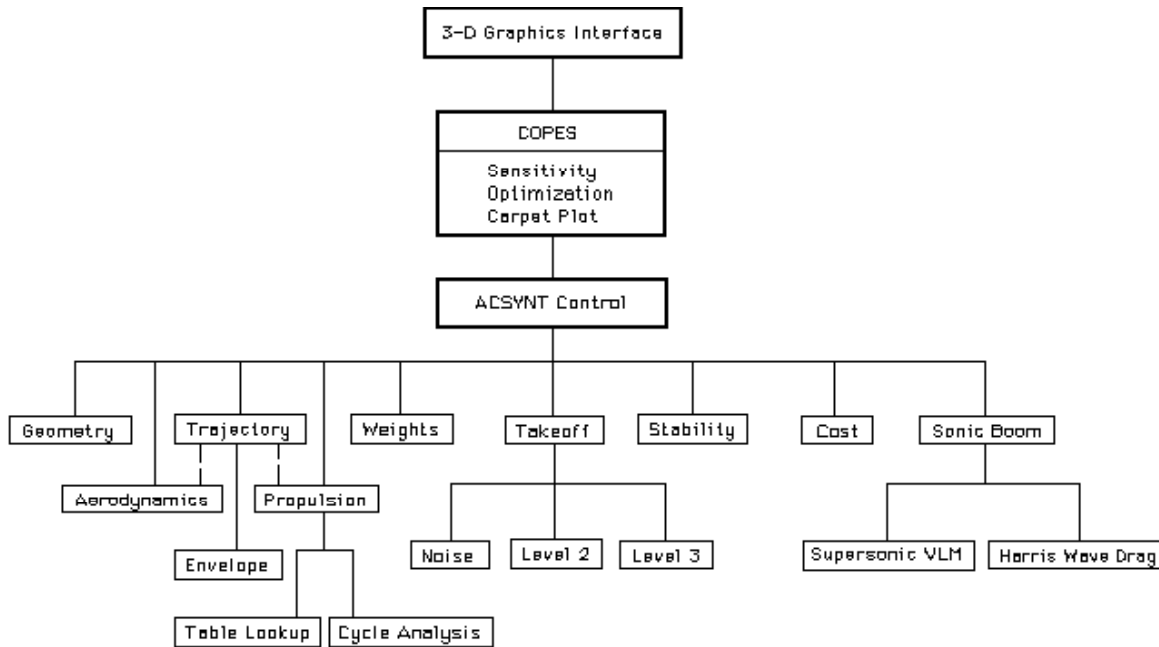 3-D Graphics Interface
COPES
Sensitivity
Optimization
Carpet Plot
ACSYNT Control
Geometry
Trajectory
Weights
Takeoff
Stability
Cost
Sonic Boom
Aerodynamics
Propulsion
Envelope
Noise
Level 2
Level 3
Supersonic VLM
Harris Wave Drag
Table Lookup
Cycle Analysis